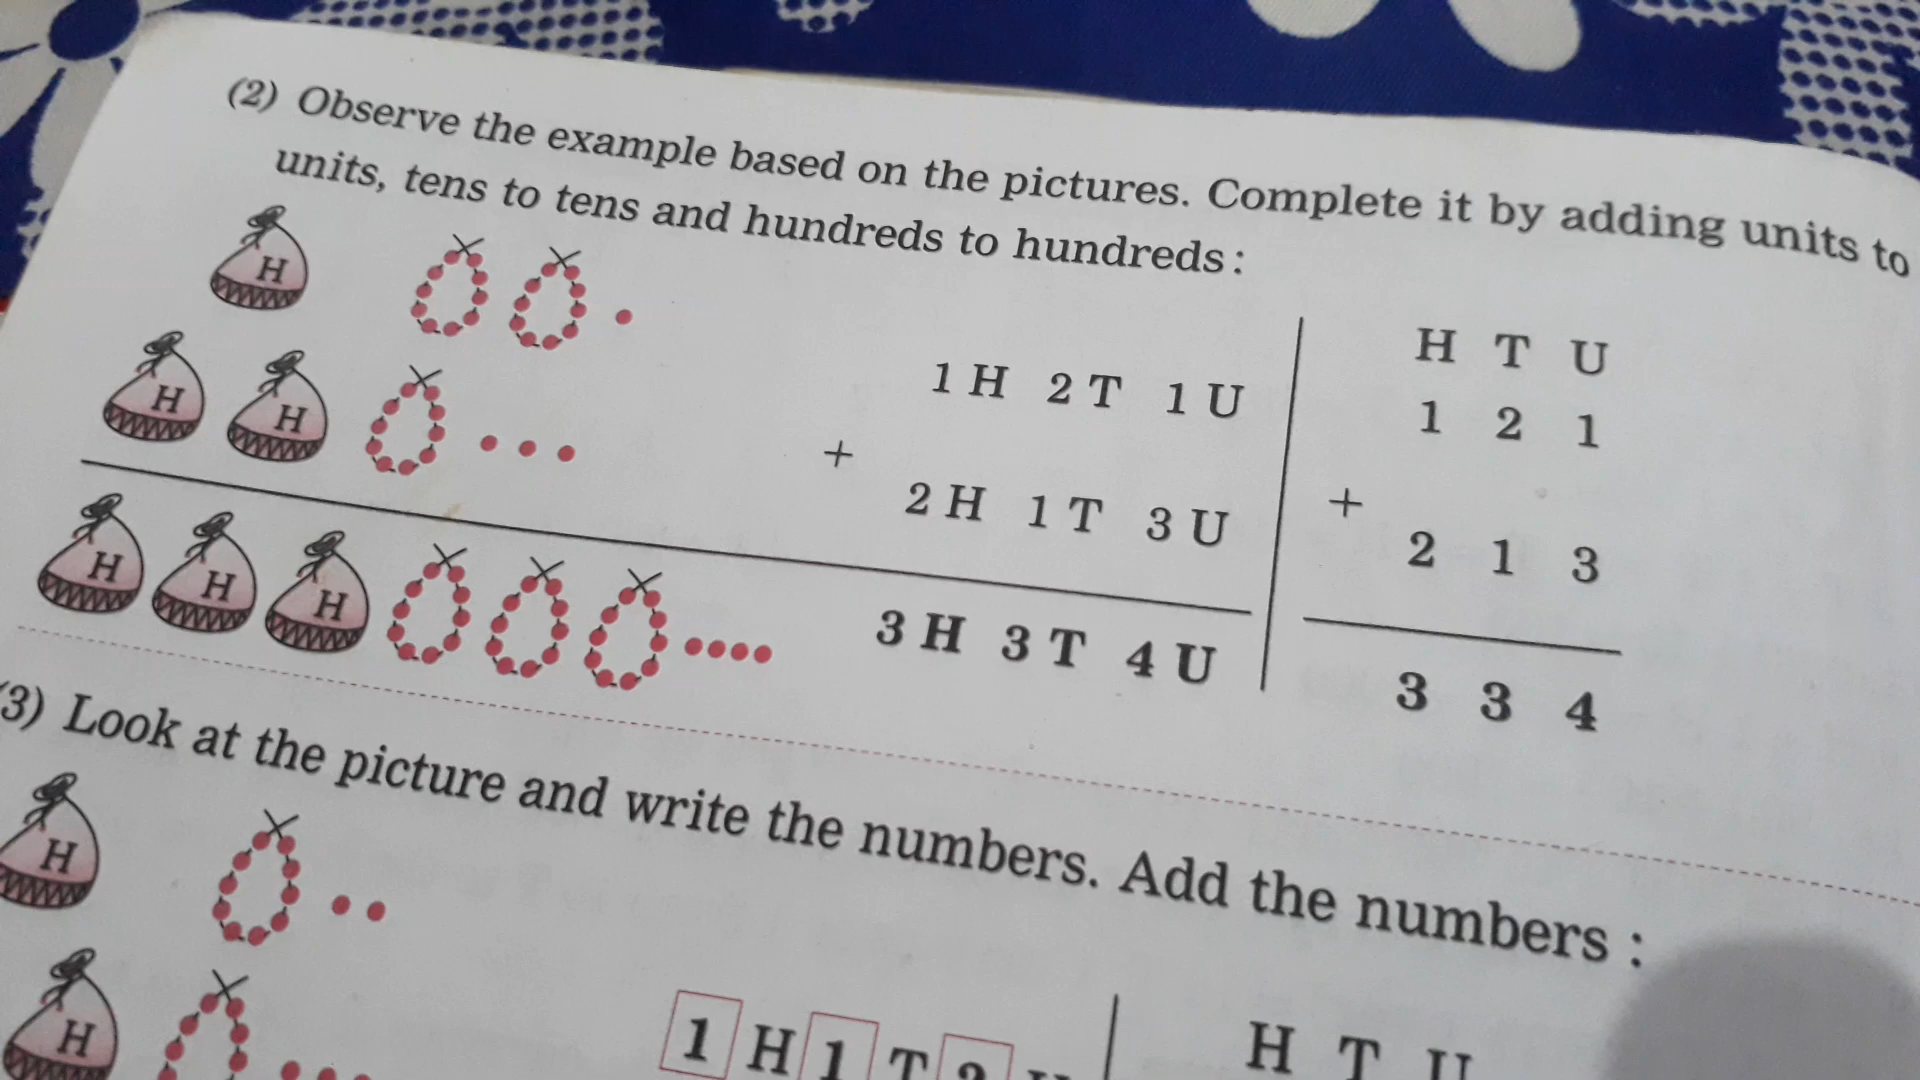 (2) Observe the example based on the pictures. Complete it by adding units to
units, tens to tens and hundreds to hundreds :
H
H H
H H H
1 H 2 T 1 U
+
2 H 1 T 3 U
3 H 3 T 4 U
H T U
1 2 1
+
2 1 3
3 3 4
(3) Look at the picture and write the numbers. Add the numbers :
H
H
1 H 1 T
H T U